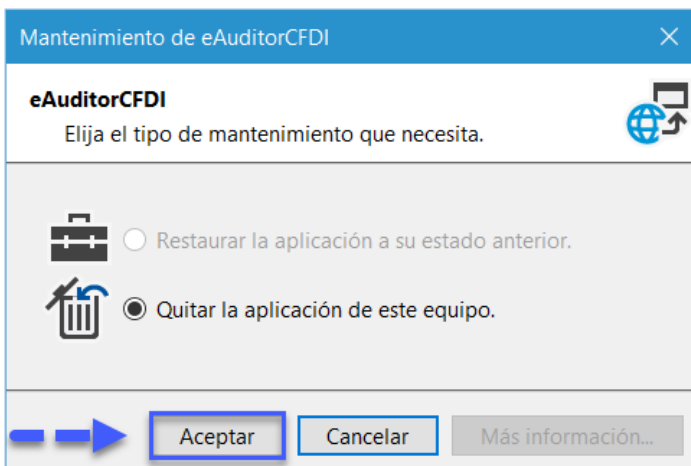 Mantenimiento de eAuditorCFDI
eAuditorCFDI
Elija el tipo de mantenimiento que necesita.
Restaurar la aplicación a su estado anterior.
Quitar la aplicación de este equipo.
Aceptar Cancelar Más información...